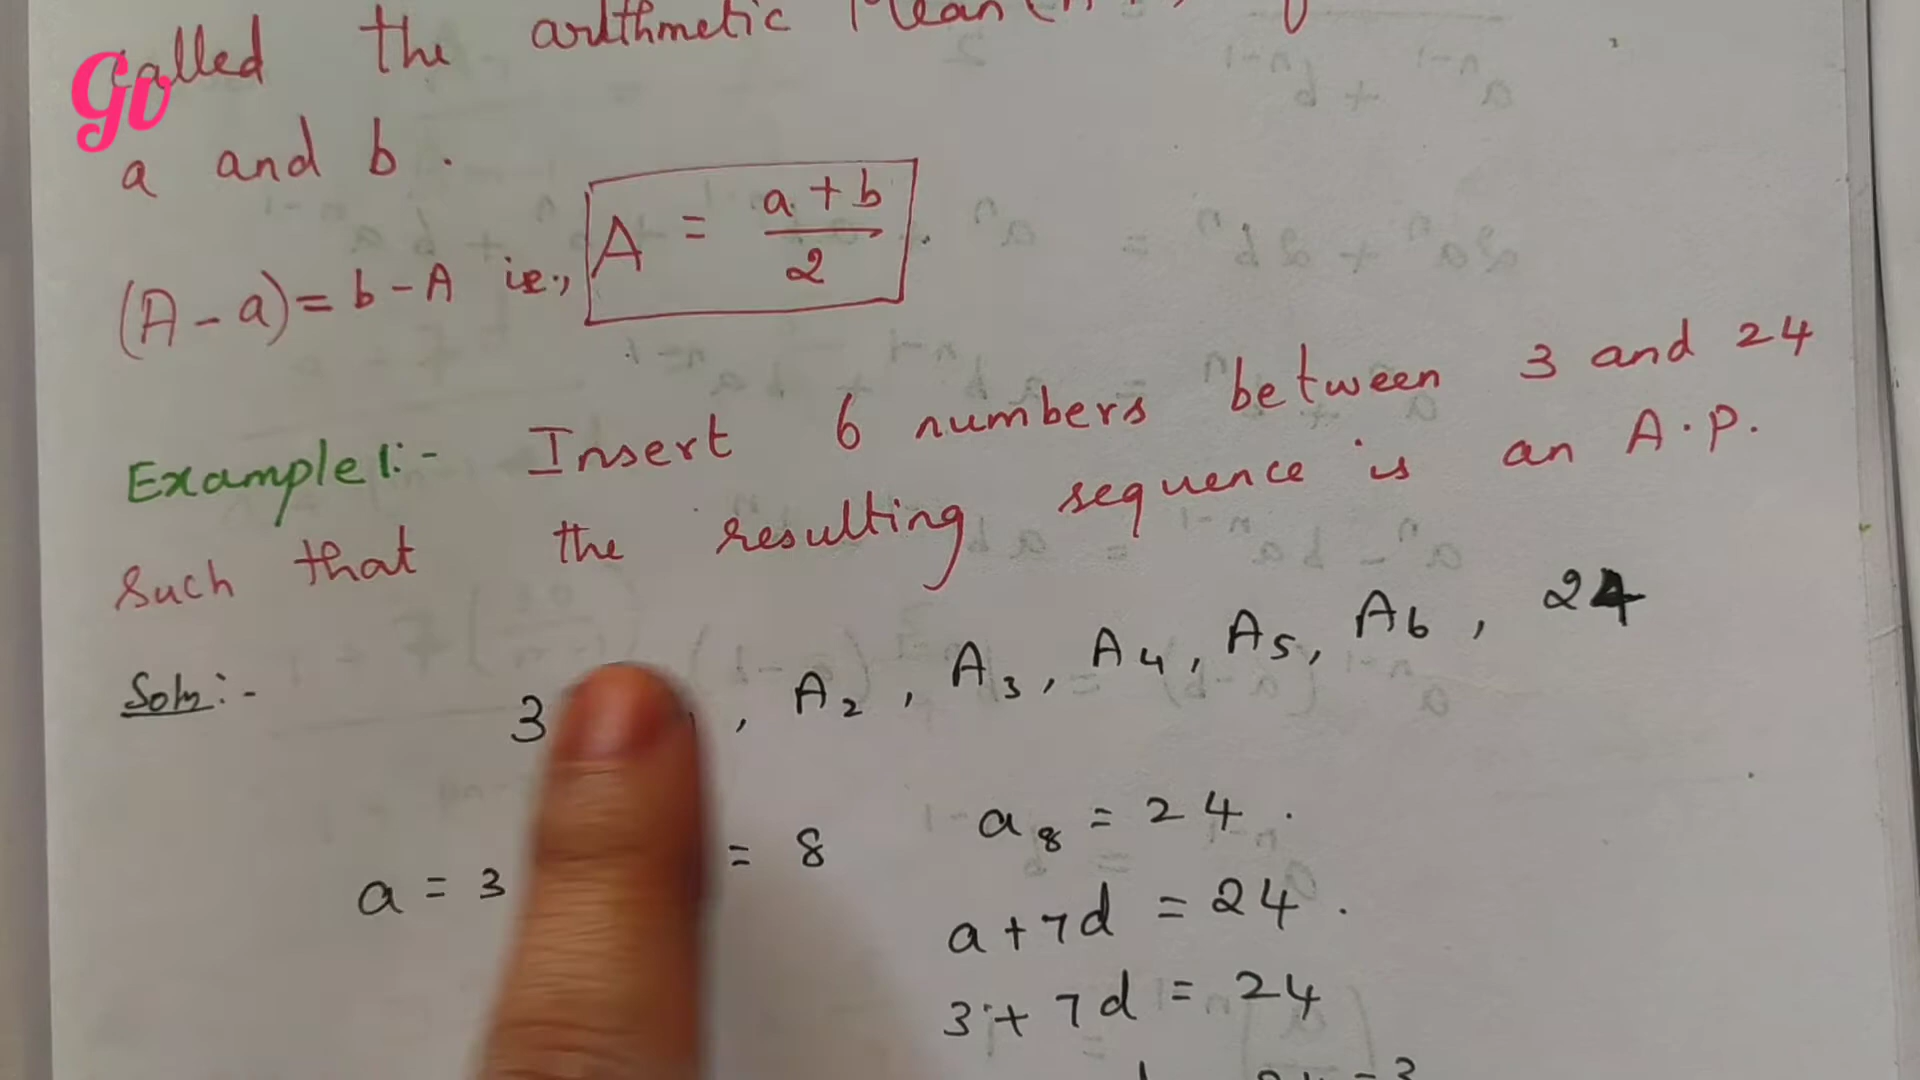 called the arithmetic Mean
Gv
a and b.
(A - a) = b - A ie., A = a + b / 2.
Example 1:- Insert 6 numbers between 3 and 24
such that the resulting sequence is an A.P.
Soln:- 3 , A2, A3, A4, A5, A6, 24
a = 3 = 8 a8 = 24.
a + 7d = 24.
3 + 7d = 24